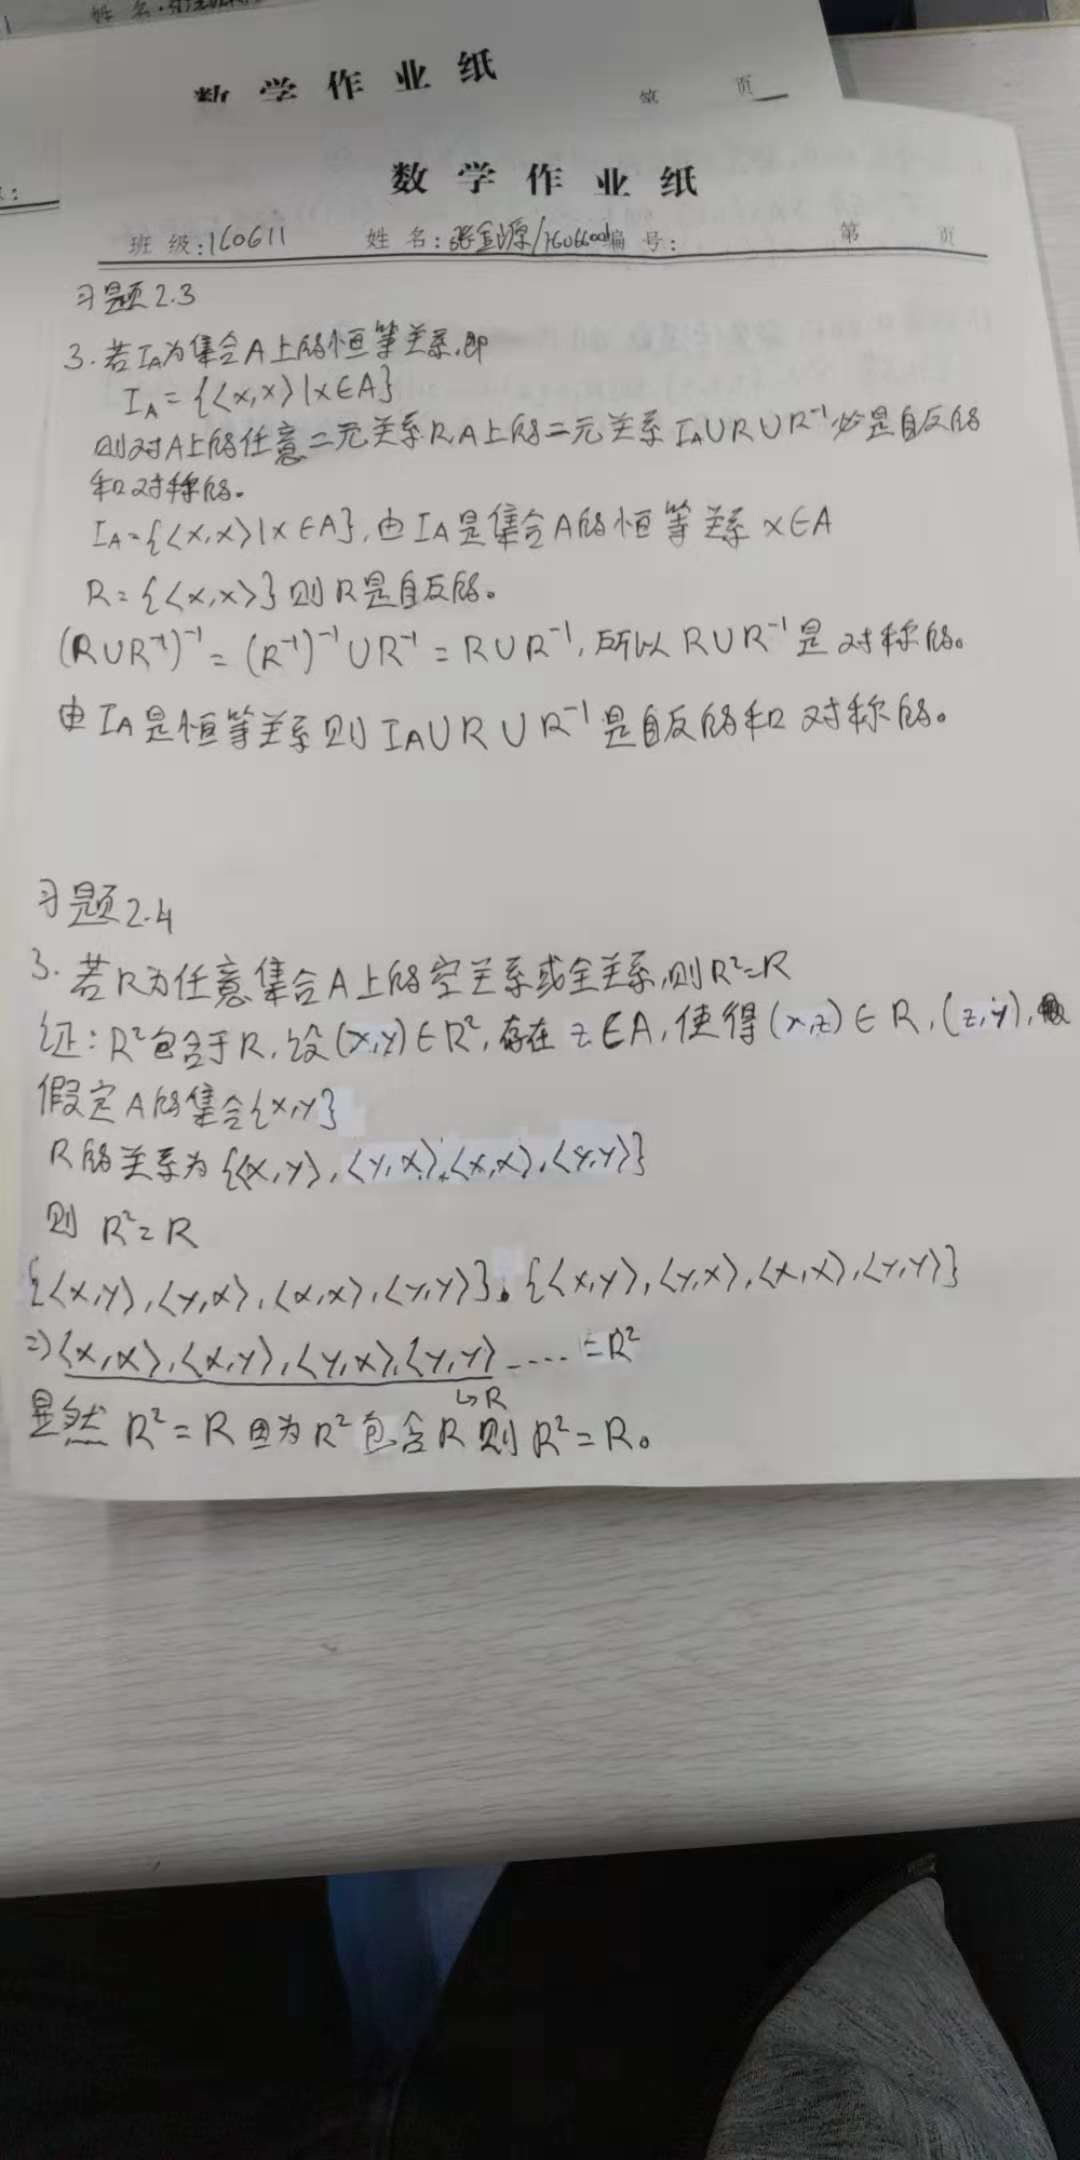 姓 名:
数 学 作 业 纸
第 页
数 学 作 业 纸
班 级:160611 姓 名: 编 号: 第 页
习题2.3
3.若IA为集合A上的恒等关系,即
IA={<x,x>|x∈A}
则对A上的任意二元关系R,A上的二元关系 IA∪R∪R⁻¹必是自反的
和对称的。
IA={<x,x>|x∈A},由IA是集合A的恒等关系 x∈A
R={<x,x>}则R是自反的。
(R∪R⁻¹)⁻¹=(R⁻¹)⁻¹∪R⁻¹=R∪R⁻¹,所以R∪R⁻¹是对称的。
由IA是恒等关系则IA∪R∪R⁻¹是自反的和对称的。
习题2.4
3.若R为任意集合A上的空关系或全关系,则R²=R
证:R²包含于R,设(x,y)∈R²,存在z∈A,使得(x,z)∈R,(z,y),
假定A的集合{x,y}
R的关系为{<x,y>,<y,x>,<x,x>,<y,y>}
则 R²=R
{<x,y>,<y,x>,<x,x>,<y,y>}。{<x,y>,<y,x>,<x,x>,<y,y>}
=><x,x>,<x,y>,<y,x>,<y,y>-....=R²
↳R
显然R²=R因为R²包含R则R²=R。